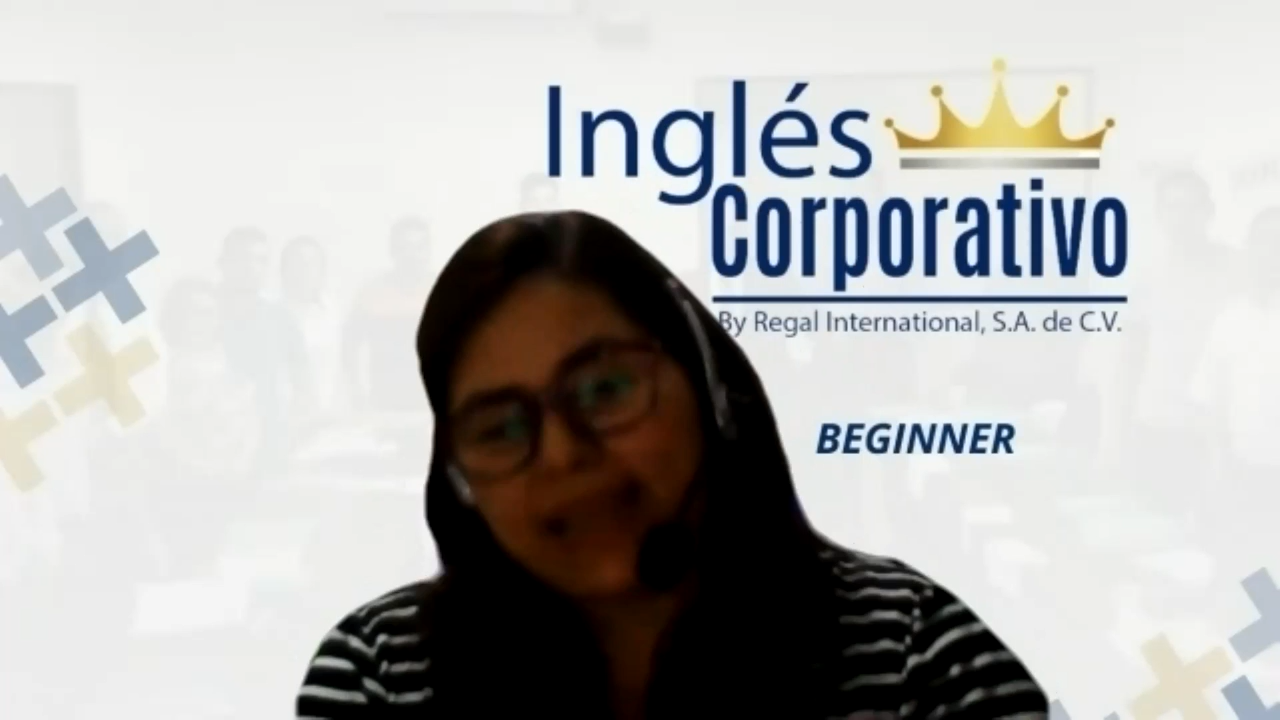 Inglés
Corporativo
By Regal International, S.A. de C.V.
BEGINNER